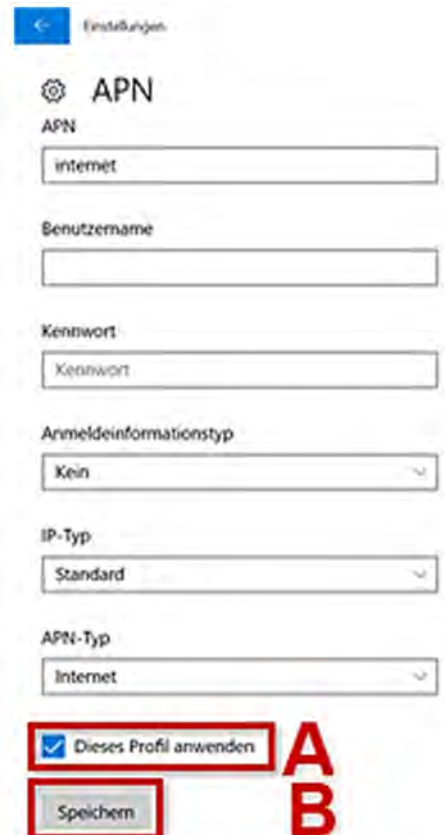 Einstellungen
APN
APN
internet
Benutzername
Kennwort
Kennwort
Anmeldeinformationstyp
Kein
IP-Typ
Standard
APN-Typ
Internet
Dieses Profil anwenden A
Speichern B